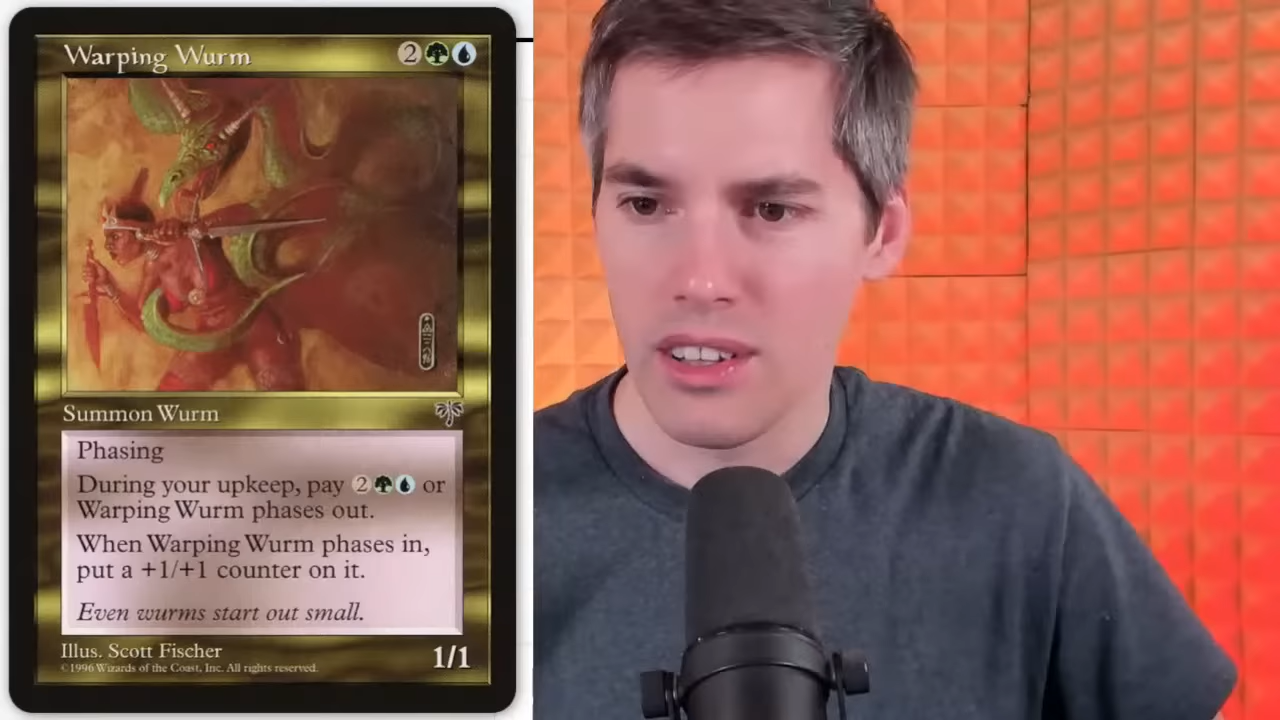 Warping Wurm 2
Summon Wurm
Phasing
During your upkeep, pay 2 or
Warping Wurm phases out.
When Warping Wurm phases in,
put a +1/+1 counter on it.
Even wurms start out small.
Illus. Scott Fischer
©1996 Wizards of the Coast, Inc. All rights reserved.
1/1